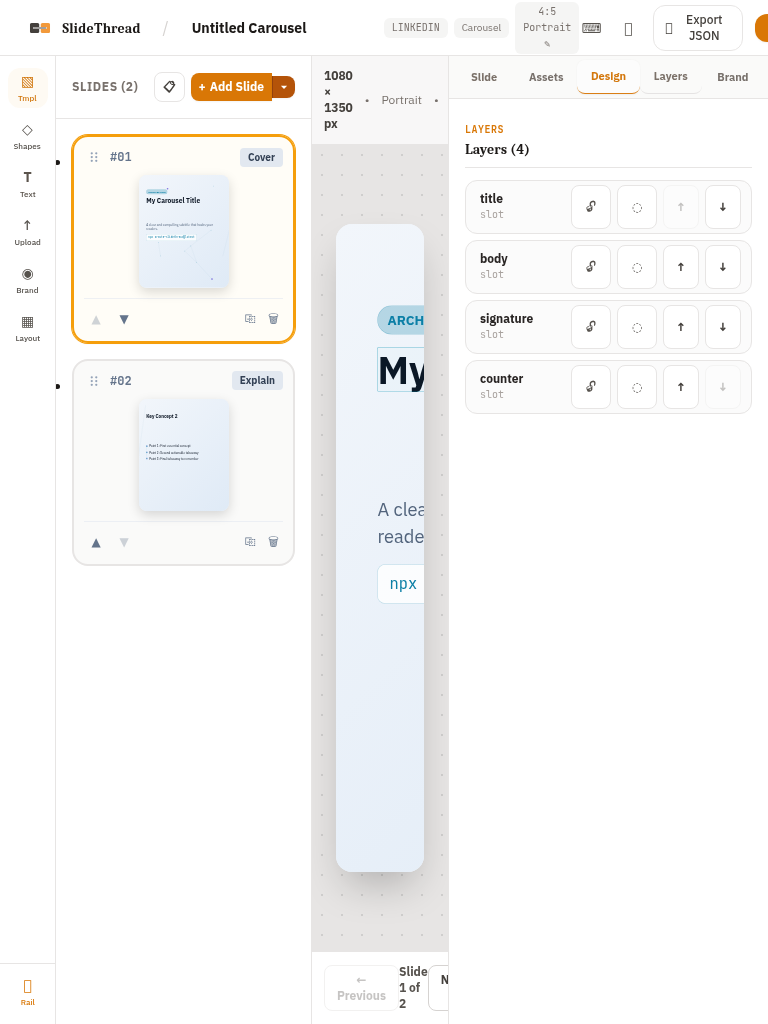 SlideThread
/
Untitled Carousel
LINKEDIN
Carousel
4:5
Portrait
✎
Export
JSON
Tmpl
Shapes
Text
Upload
Brand
Layout
Rail
SLIDES (2)
+ Add Slide
#01
Cover
My Carousel Title
#02
Explain
Key Concept 2
1080
×
1350
px
• Portrait •
ARCH
My
A clea
reade
npx
← Previous
Slide
1 of
2
N
Slide
Assets
Design
Layers
Brand
LAYERS
Layers (4)
title
slot
body
slot
signature
slot
counter
slot